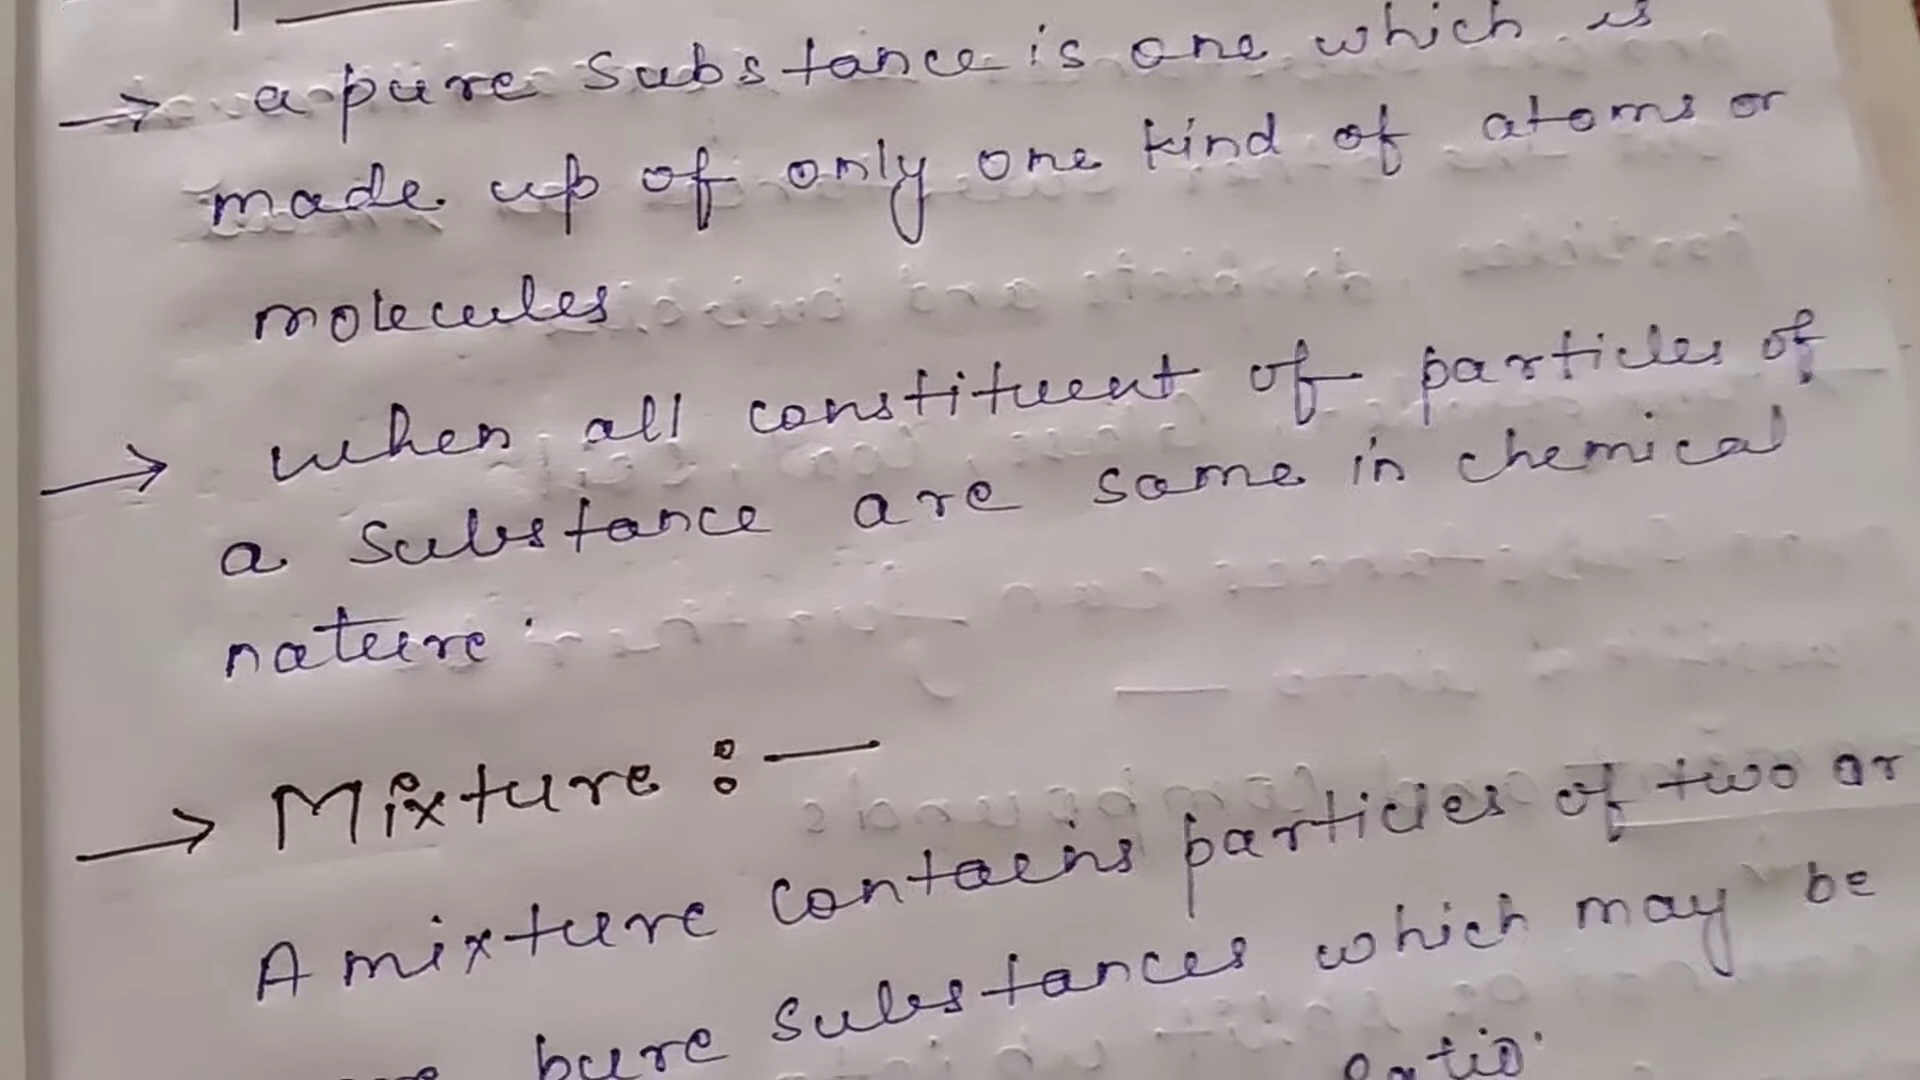 → a pure substance is one which is
made up of only one kind of atoms or
molecules
→ when all constituent of particles of
a substance are same in chemical
nature.
→ Mixture :-
A mixture contains particles of two or
pure substances which may be